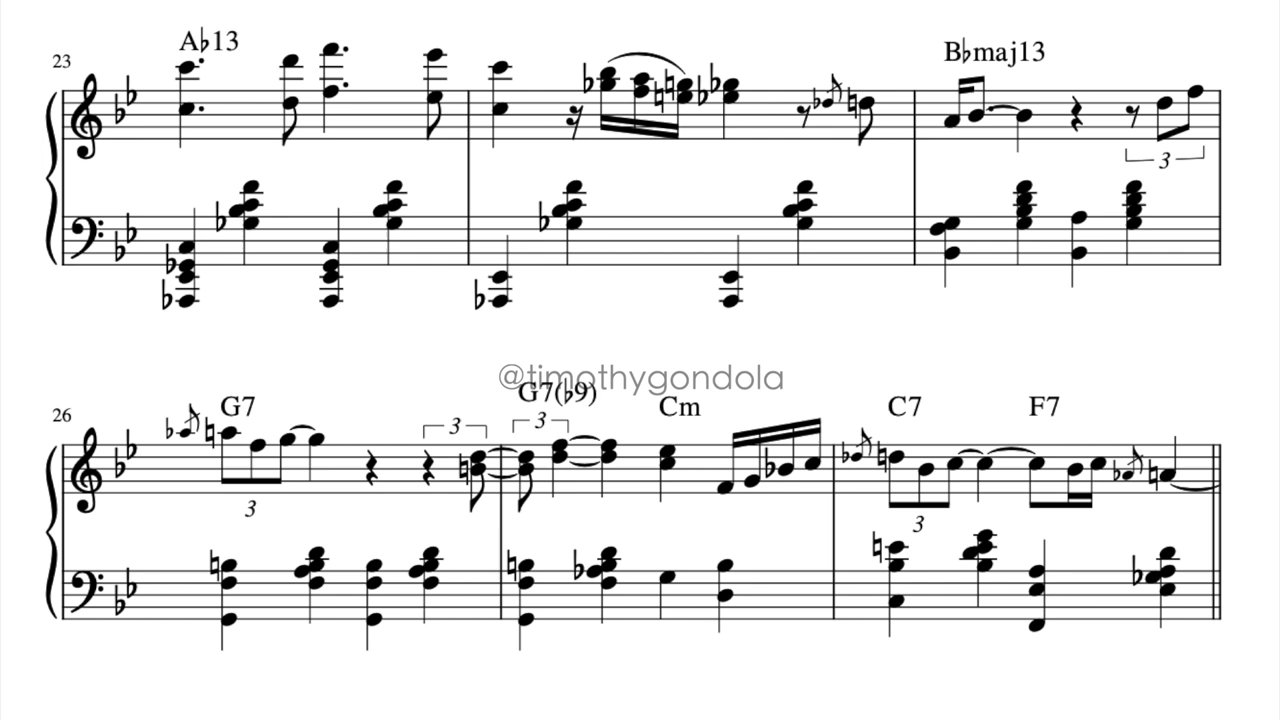 23
A♭13
B♭maj13
3
@timothygondola
26
G7
3
G7(♭9)
3
Cm
C7
F7
3
3